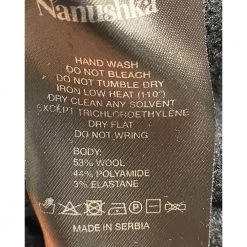 Nanushka
HAND WASH
DO NOT BLEACH
DO NOT TUMBLE DRY
IRON LOW HEAT (110°)
DRY CLEAN ANY SOLVENT
EXCEPT TRICHLOROETHYLENE
DRY FLAT
DO NOT WRING
BODY:
53% WOOL
44% POLYAMIDE
3% ELASTANE
MADE IN SERBIA